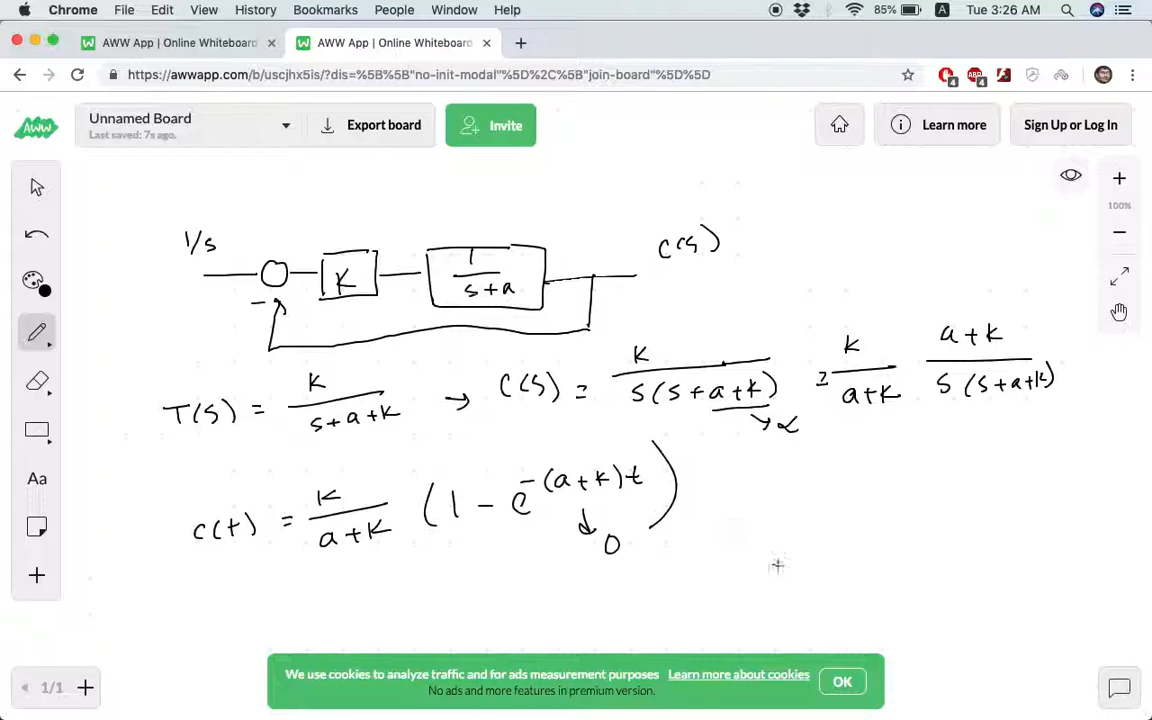 Chrome File Edit View History Bookmarks People Window Help 85% A Tue 3:26 AM
AWW App | Online Whiteboard
AWW App | Online Whiteboard
https://awwapp.com/b/uscjhx5is/?dis=%5B%5B"no-init-modal"%5D%2C%5B"join-board"%5D%5D
4 ABP 4
AWW
Unnamed Board
Last saved: 7s ago.
Export board
Invite
Learn more
Sign Up or Log In
100%
1/s
K
1
s+a
C(s)
-
T(s) = k / s+a+k → C(s) = k / s(s+a+k) = k / a+k a+k / s(s+a+k)
→ α
c(t) = k / a+k (1 - e^-(a+k)t)
↓ 0
Aa
We use cookies to analyze traffic and for ads measurement purposes Learn more about cookies
No ads and more features in premium version.
OK
1/1